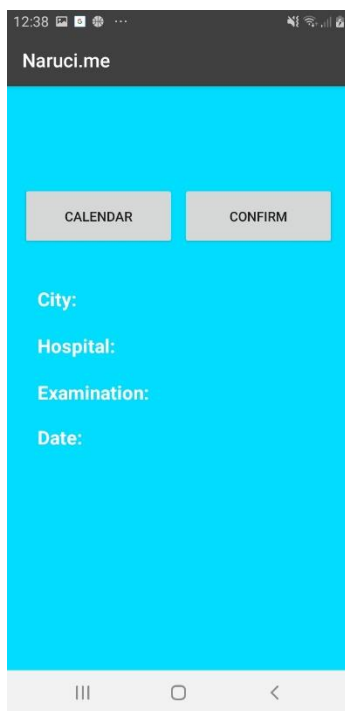 12:38
Naruci.me
CALENDAR CONFIRM
City:
Hospital:
Examination:
Date: